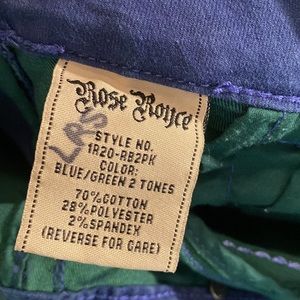 Rose Royce
LRS
STYLE NO.
1R20-RB2PK
COLOR:
BLUE/GREEN 2 TONES
70%COTTON
28%POLYESTER
2%SPANDEX
(REVERSE FOR CARE)